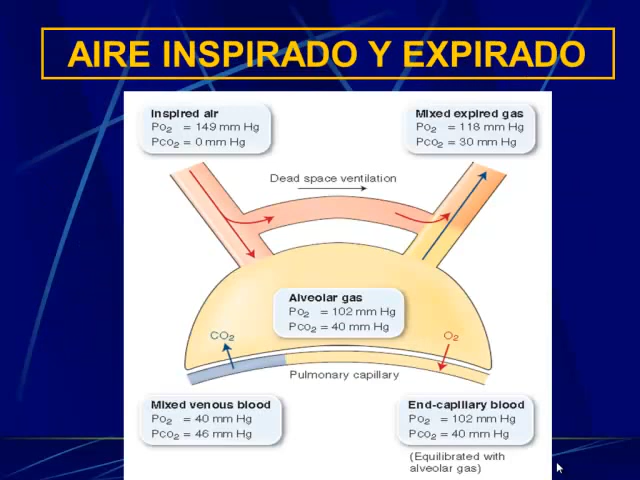 AIRE INSPIRADO Y EXPIRADO
Inspired air
Po2 = 149 mm Hg
Pco2 = 0 mm Hg
Mixed expired gas
Po2 = 118 mm Hg
Pco2 = 30 mm Hg
Dead space ventilation
Alveolar gas
Po2 = 102 mm Hg
Pco2 = 40 mm Hg
CO2
O2
Pulmonary capillary
Mixed venous blood
Po2 = 40 mm Hg
Pco2 = 46 mm Hg
End-capillary blood
Po2 = 102 mm Hg
Pco2 = 40 mm Hg
(Equilibrated with
alveolar gas)